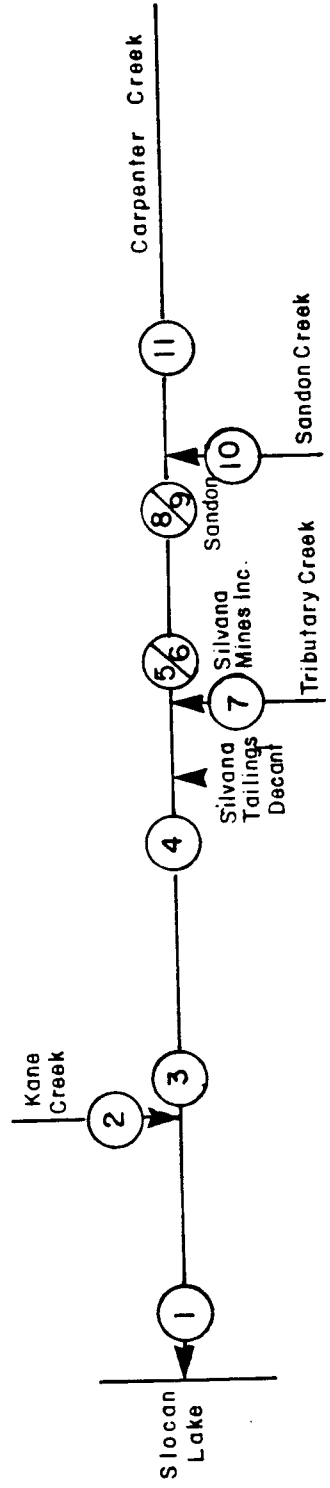 Carpenter Creek
11
10
Sandon Creek
8/9
Sandon
5/6
Silvana
Mines Inc.
7
Tributary Creek
Silvana
Tailings
Decant
4
3
Kane
Creek
2
1
Slocan
Lake